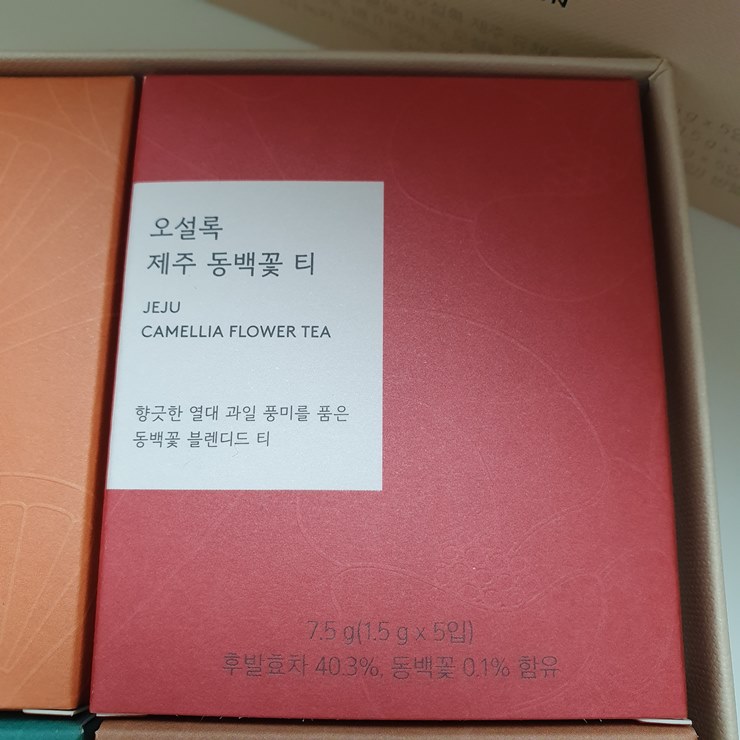 오설록
제주 동백꽃 티
JEJU
CAMELLIA FLOWER TEA
향긋한 열대 과일 풍미를 품은
동백꽃 블렌디드 티
7.5 g(1.5 g x 5입)
후발효차 40.3%, 동백꽃 0.1% 함유